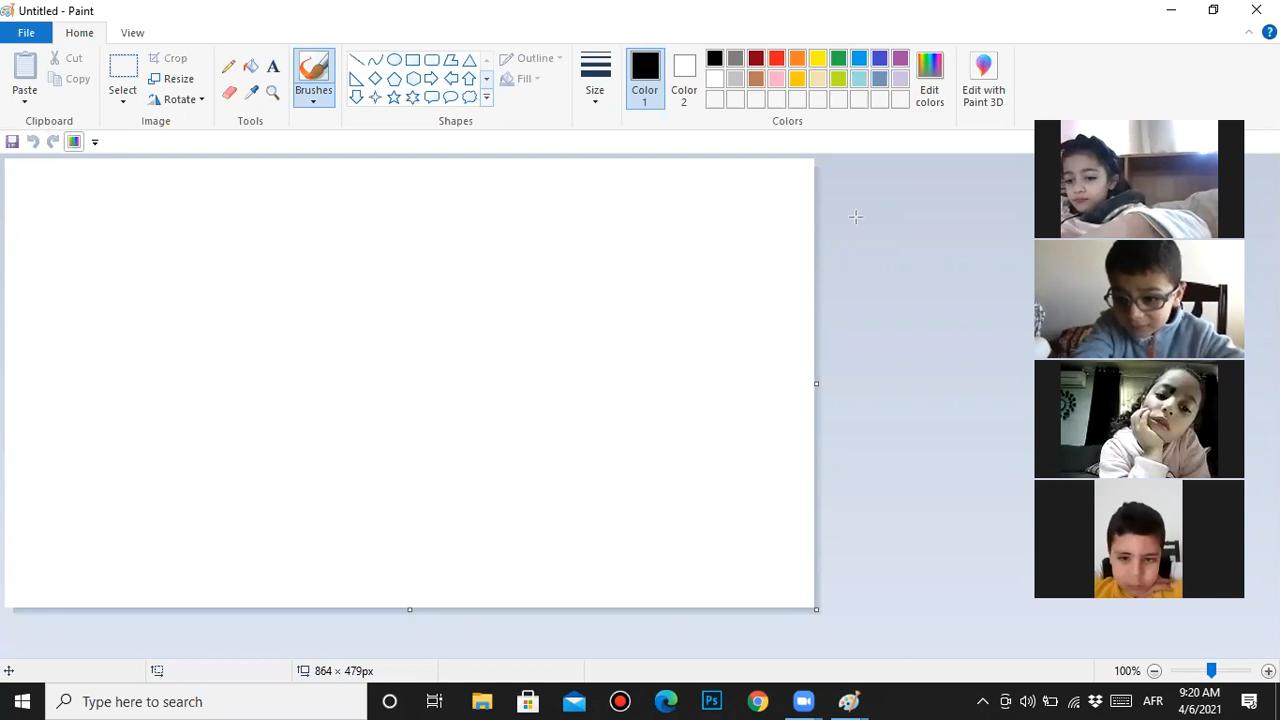 Untitled - Paint
File Home View
Paste
Cut
Copy
Clipboard
Select
Crop
Resize
Rotate
Image
A
Tools
Brushes
Outline
Fill
Shapes
Size
Color 1
Color 2
Edit colors
Edit with Paint 3D
Colors
864 × 479px
100%
Type here to search
Ps
AFR
9:20 AM
4/6/2021